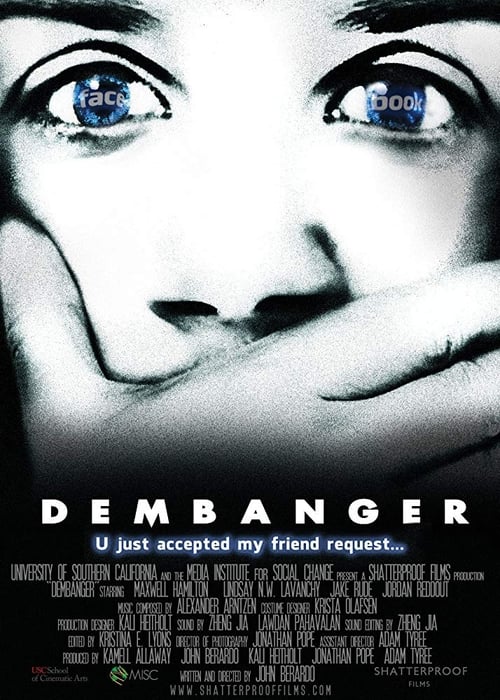 face
book
DEMBANGER
U just accepted my friend request...
UNIVERSITY OF SOUTHERN CALIFORNIA AND THE MEDIA INSTITUTE FOR SOCIAL CHANGE PRESENT A SHATTERPROOF FILMS PRODUCTION
"DEMBANGER" STARRING MAXWELL HAMILTON LINDSAY N.W. LAVANCHY JAKE RUDE JORDAN REDDOUT
MUSIC COMPOSED BY ALEXANDER ARNTZEN COSTUME DESIGNER KRISTA OLAFSEN
PRODUCTION DESIGNER KALI HEITHOLT SOUND BY ZHENG JIA LAWDAN PAHAVALAN SOUND EDITING BY ZHENG JIA
EDITED BY KRISTINA E. LYONS DIRECTOR OF PHOTOGRAPHY JONATHAN POPE ASSISTANT DIRECTOR ADAM TYREE
PRODUCED BY KAMELL ALLAWAY JOHN BERARDO KALI HEITHOLT JONATHAN POPE ADAM TYREE
USC School
of Cinematic Arts
MISC
WRITTEN AND DIRECTED BY JOHN BERARDO
SHATTERPROOF
FILMS
WWW.SHATTERPROOFFILMS.COM